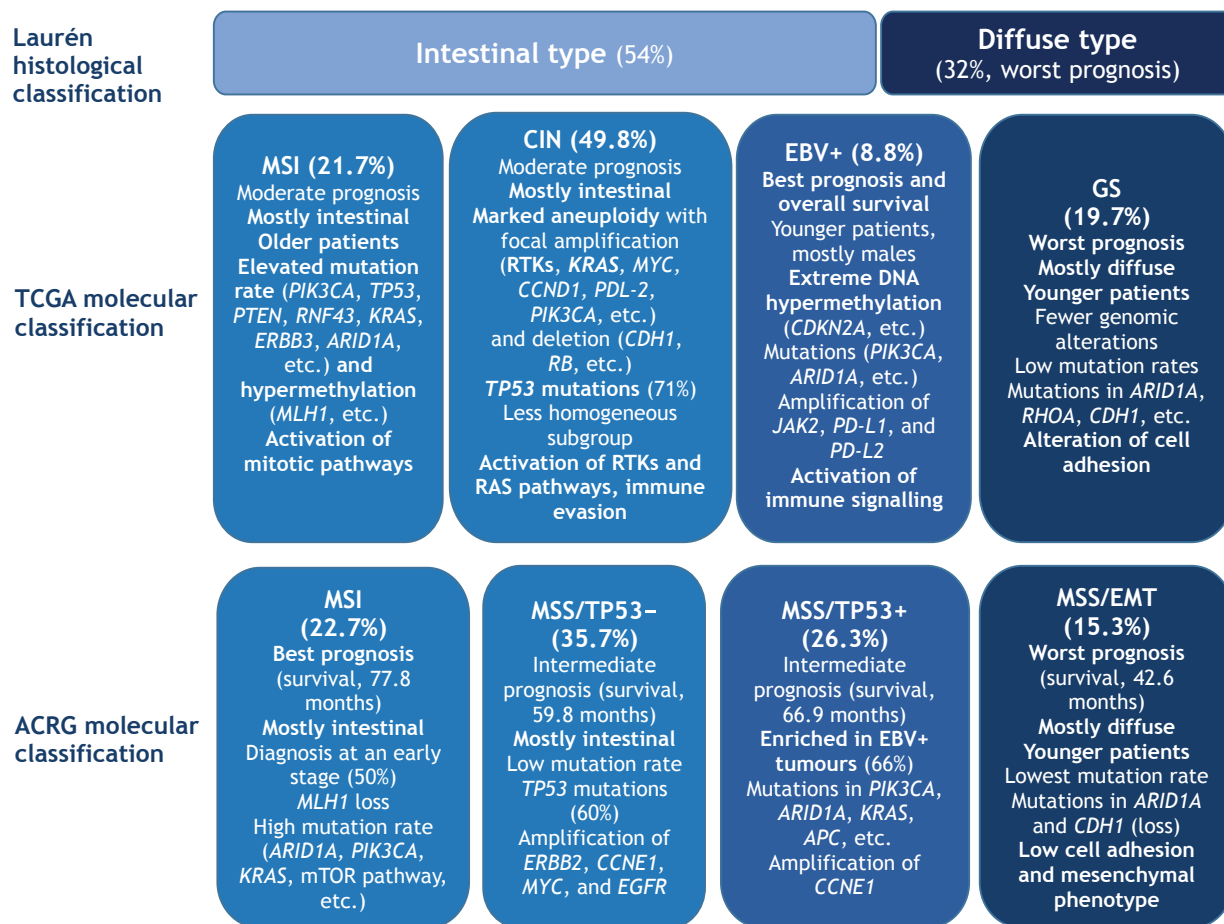 Laurén
histological
classification
Intestinal type (54%)
Diffuse type
(32%, worst prognosis)
TCGA molecular
classification
MSI (21.7%)
Moderate prognosis
Mostly intestinal
Older patients
Elevated mutation
rate (PIK3CA, TP53,
PTEN, RNF43, KRAS,
ERBB3, ARID1A,
etc.) and
hypermethylation
(MLH1, etc.)
Activation of
mitotic pathways
CIN (49.8%)
Moderate prognosis
Mostly intestinal
Marked aneuploidy with
focal amplification
(RTKs, KRAS, MYC,
CCND1, PDL-2,
PIK3CA, etc.)
and deletion (CDH1,
RB, etc.)
TP53 mutations (71%)
Less homogeneous
subgroup
Activation of RTKs and
RAS pathways, immune
evasion
EBV+ (8.8%)
Best prognosis and
overall survival
Younger patients,
mostly males
Extreme DNA
hypermethylation
(CDKN2A, etc.)
Mutations (PIK3CA,
ARID1A, etc.)
Amplification of
JAK2, PD-L1, and
PD-L2
Activation of
immune signalling
GS
(19.7%)
Worst prognosis
Mostly diffuse
Younger patients
Fewer genomic
alterations
Low mutation rates
Mutations in ARID1A,
RHOA, CDH1, etc.
Alteration of cell
adhesion
ACRG molecular
classification
MSI
(22.7%)
Best prognosis
(survival, 77.8
months)
Mostly intestinal
Diagnosis at an early
stage (50%)
MLH1 loss
High mutation rate
(ARID1A, PIK3CA,
KRAS, mTOR pathway,
etc.)
MSS/TP53−
(35.7%)
Intermediate
prognosis (survival,
59.8 months)
Mostly intestinal
Low mutation rate
TP53 mutations
(60%)
Amplification of
ERBB2, CCNE1,
MYC, and EGFR
MSS/TP53+
(26.3%)
Intermediate
prognosis (survival,
66.9 months)
Enriched in EBV+
tumours (66%)
Mutations in PIK3CA,
ARID1A, KRAS,
APC, etc.
Amplification of
CCNE1
MSS/EMT
(15.3%)
Worst prognosis
(survival, 42.6
months)
Mostly diffuse
Younger patients
Lowest mutation rate
Mutations in ARID1A
and CDH1 (loss)
Low cell adhesion
and mesenchymal
phenotype